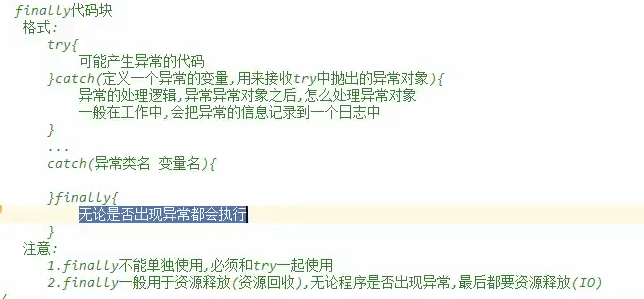 finally代码块
格式:
try{
可能产生异常的代码
}catch(定义一个异常的变量,用来接收try中抛出的异常对象){
异常的处理逻辑,异常异常对象之后,怎么处理异常对象
一般在工作中,会把异常的信息记录到一个日志中
}
...
catch(异常类名 变量名){
}finally{
无论是否出现异常都会执行
}
注意:
1.finally不能单独使用,必须和try一起使用
2.finally一般用于资源释放(资源回收),无论程序是否出现异常,最后都要资源释放(IO)